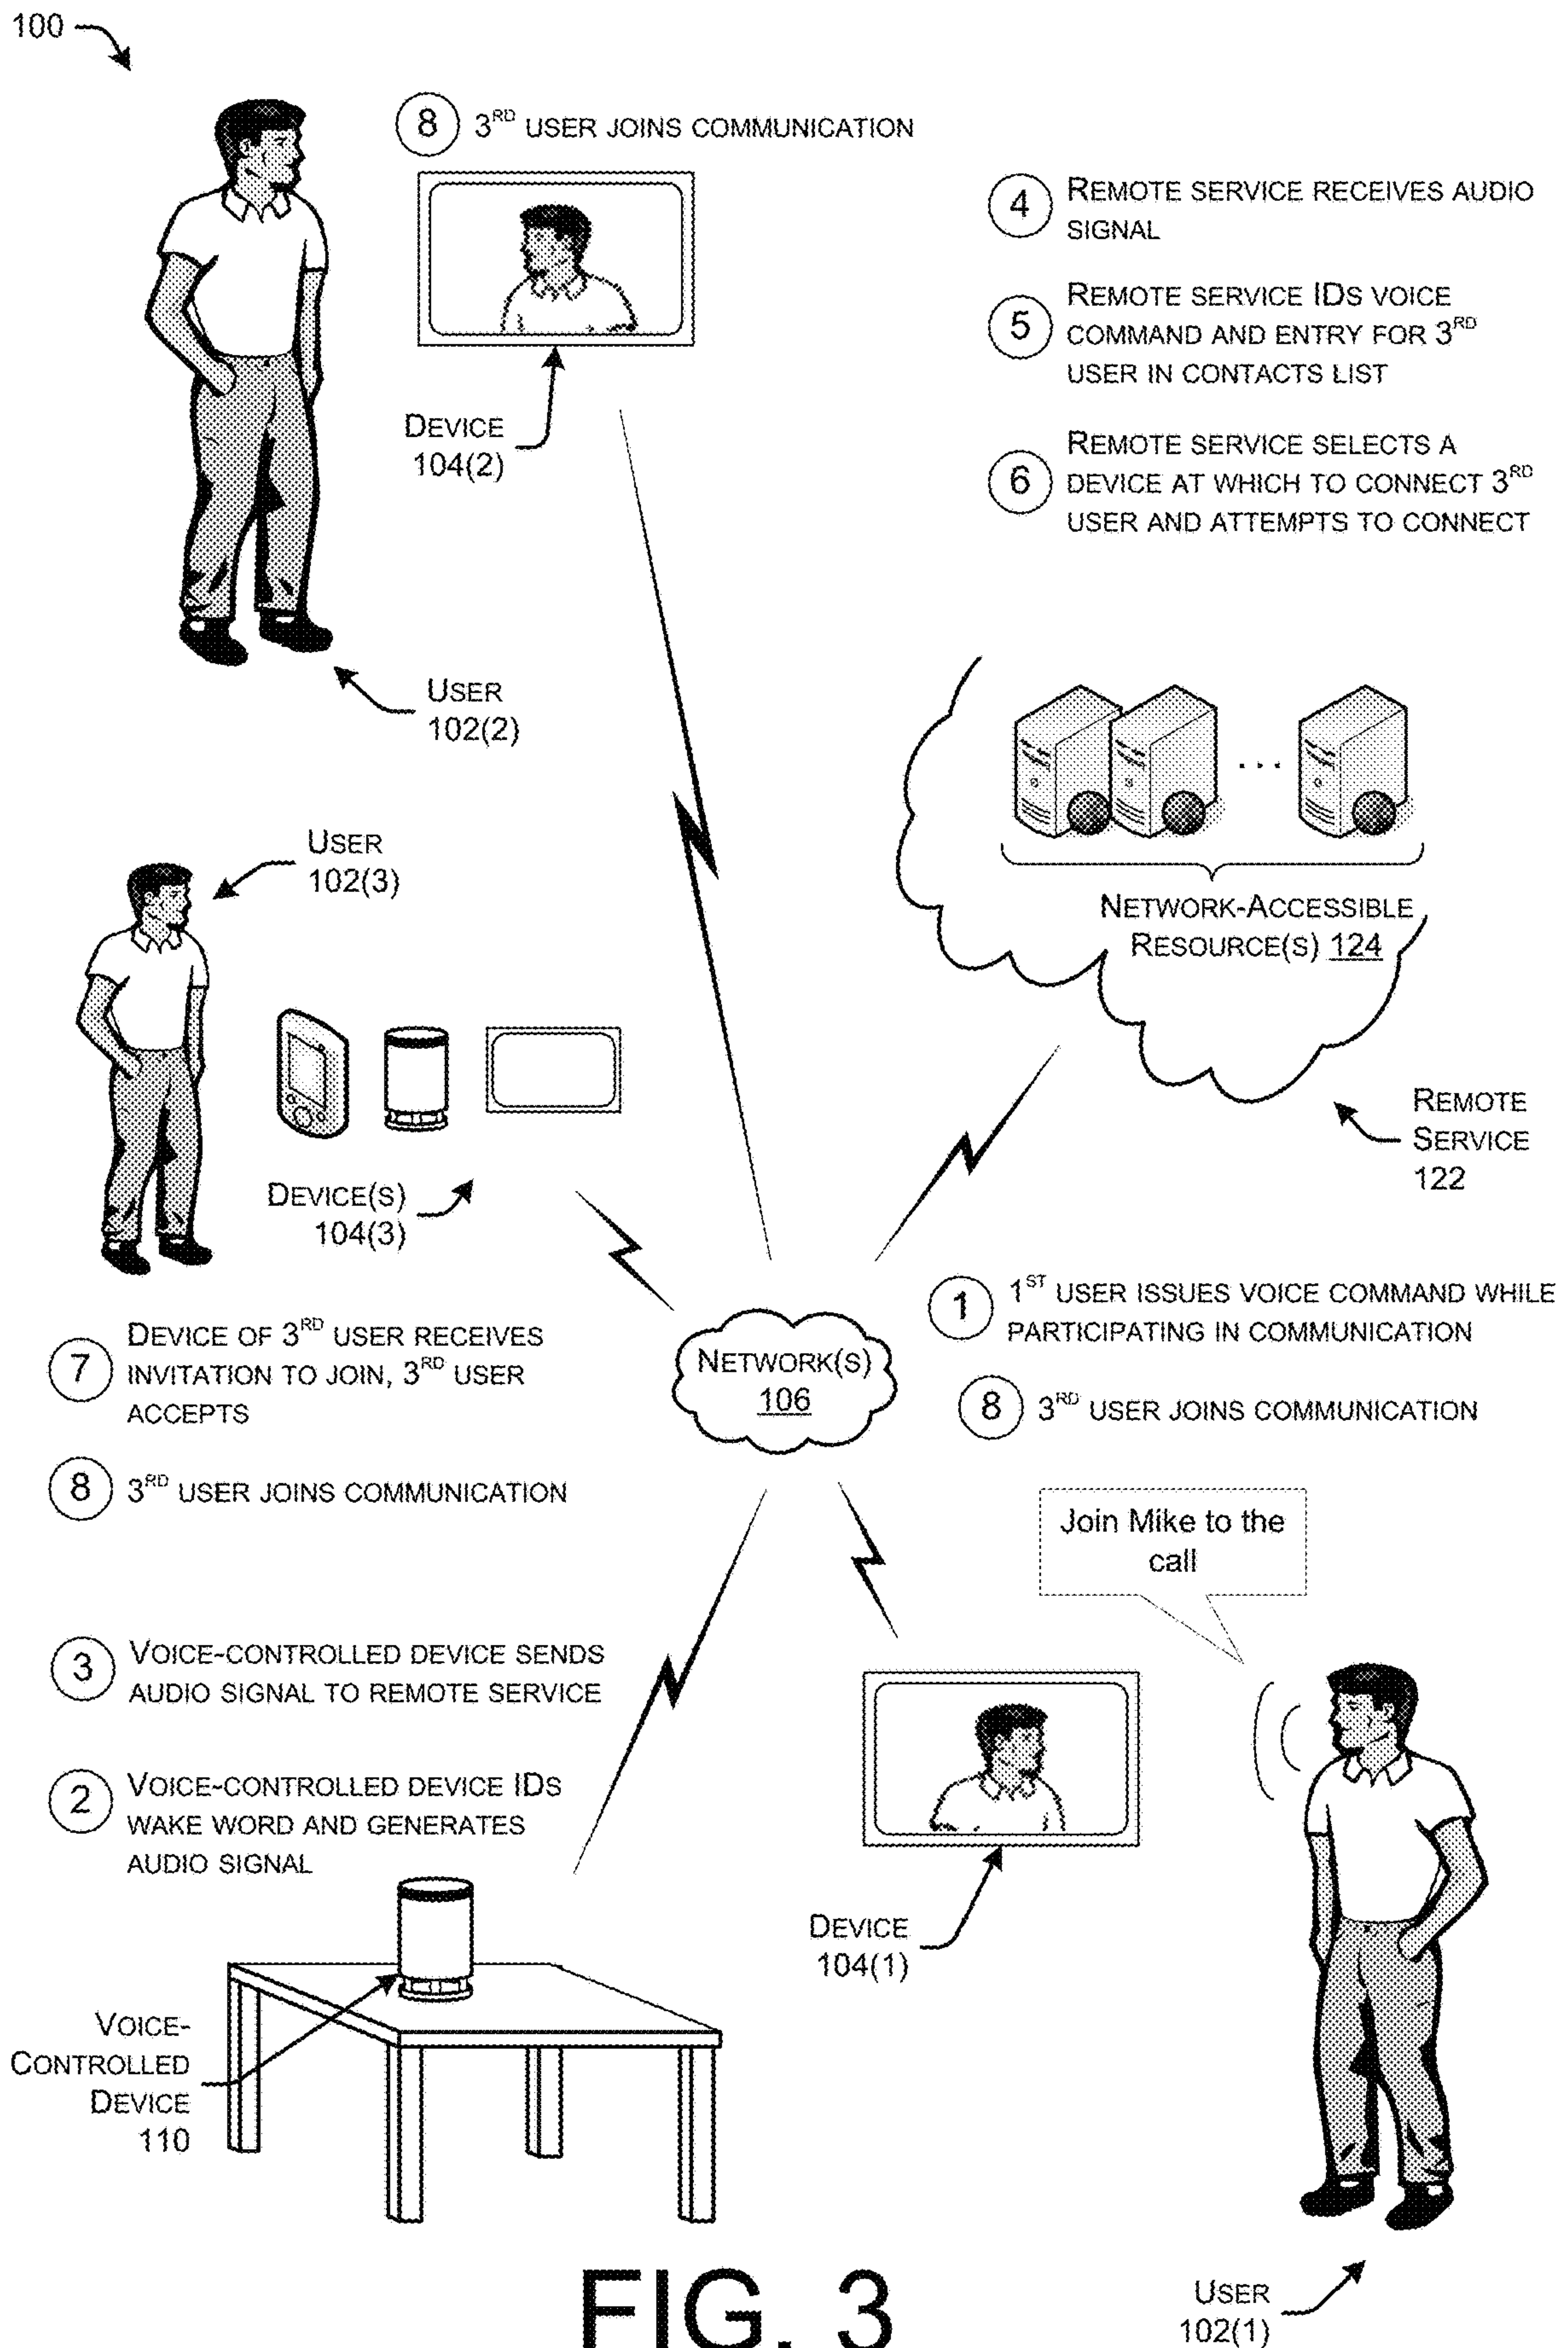 100
8 3RD USER JOINS COMMUNICATION
DEVICE
104(2)
USER
102(2)
4 REMOTE SERVICE RECEIVES AUDIO
SIGNAL
5 REMOTE SERVICE IDS VOICE
COMMAND AND ENTRY FOR 3RD
USER IN CONTACTS LIST
6 REMOTE SERVICE SELECTS A
DEVICE AT WHICH TO CONNECT 3RD
USER AND ATTEMPTS TO CONNECT
USER
102(3)
DEVICE(S)
104(3)
. . .
NETWORK-ACCESSIBLE
RESOURCE(S) 124
REMOTE
SERVICE
122
7 DEVICE OF 3RD USER RECEIVES
INVITATION TO JOIN, 3RD USER
ACCEPTS
8 3RD USER JOINS COMMUNICATION
NETWORK(S)
106
1 1ST USER ISSUES VOICE COMMAND WHILE
PARTICIPATING IN COMMUNICATION
8 3RD USER JOINS COMMUNICATION
Join Mike to the
call
3 VOICE-CONTROLLED DEVICE SENDS
AUDIO SIGNAL TO REMOTE SERVICE
2 VOICE-CONTROLLED DEVICE IDS
WAKE WORD AND GENERATES
AUDIO SIGNAL
VOICE-
CONTROLLED
DEVICE
110
DEVICE
104(1)
USER
102(1)
FIG. 3